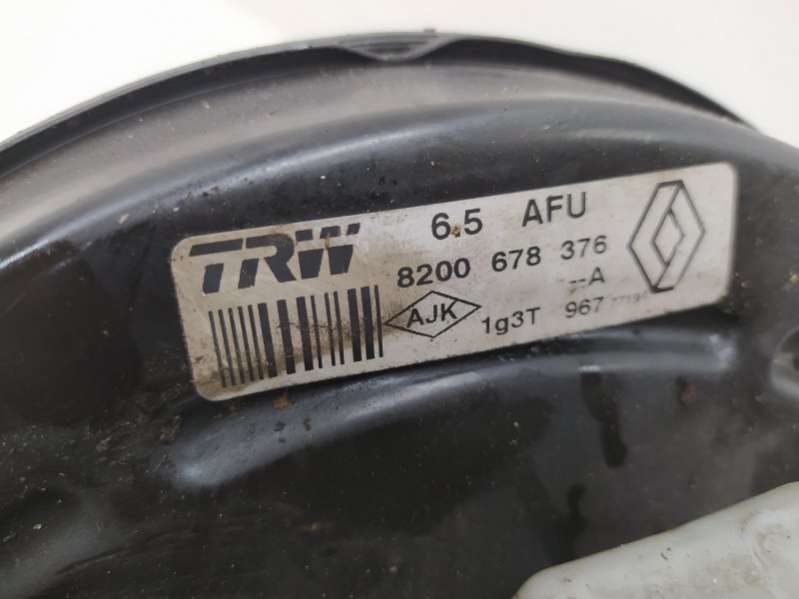 TRW 6.5 AFU
8200 678 376
--A
AJK 1g3T 967